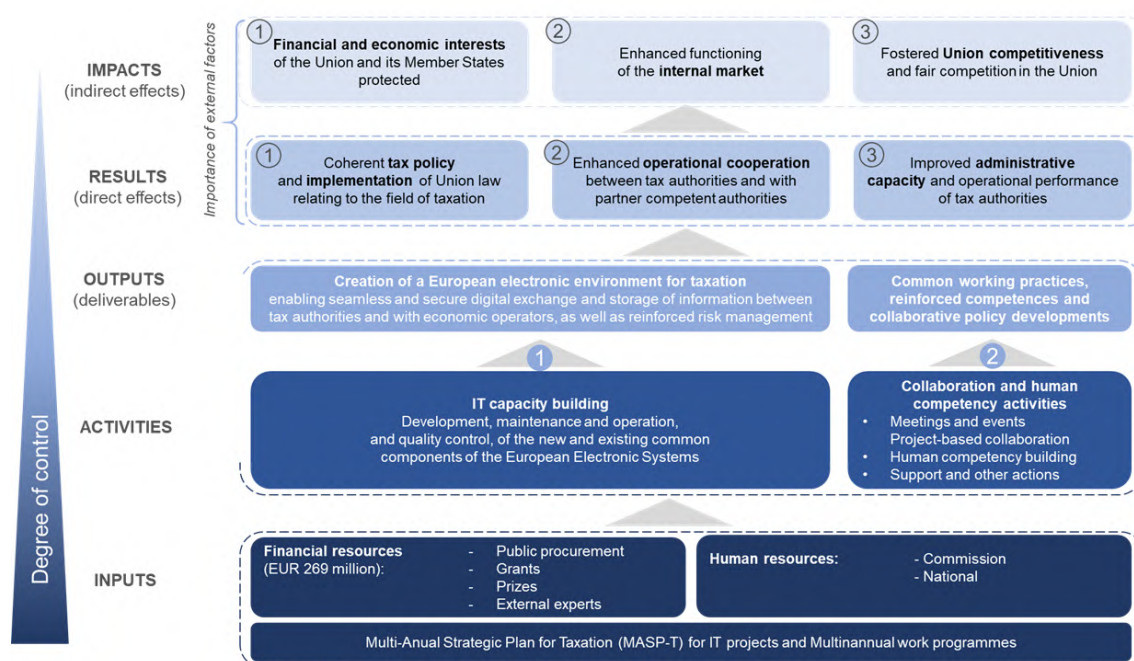 IMPACTS
(indirect effects)
Importance of external factors
1
Financial and economic interests
of the Union and its Member States
protected
2
Enhanced functioning
of the internal market
3
Fostered Union competitiveness
and fair competition in the Union
RESULTS
(direct effects)
1
Coherent tax policy
and implementation of Union law
relating to the field of taxation
2
Enhanced operational cooperation
between tax authorities and with
partner competent authorities
3
Improved administrative
capacity and operational performance
of tax authorities
OUTPUTS
(deliverables)
Creation of a European electronic environment for taxation
enabling seamless and secure digital exchange and storage of information between
tax authorities and with economic operators, as well as reinforced risk management
Common working practices,
reinforced competences and
collaborative policy developments
Degree of control
ACTIVITIES
1
IT capacity building
Development, maintenance and operation,
and quality control, of the new and existing common
components of the European Electronic Systems
2
Collaboration and human
competency activities
• Meetings and events
Project-based collaboration
• Human competency building
• Support and other actions
INPUTS
Financial resources
(EUR 269 million):
- Public procurement
- Grants
- Prizes
- External experts
Human resources:
- Commission
- National
Multi-Anual Strategic Plan for Taxation (MASP-T) for IT projects and Multinannual work programmes